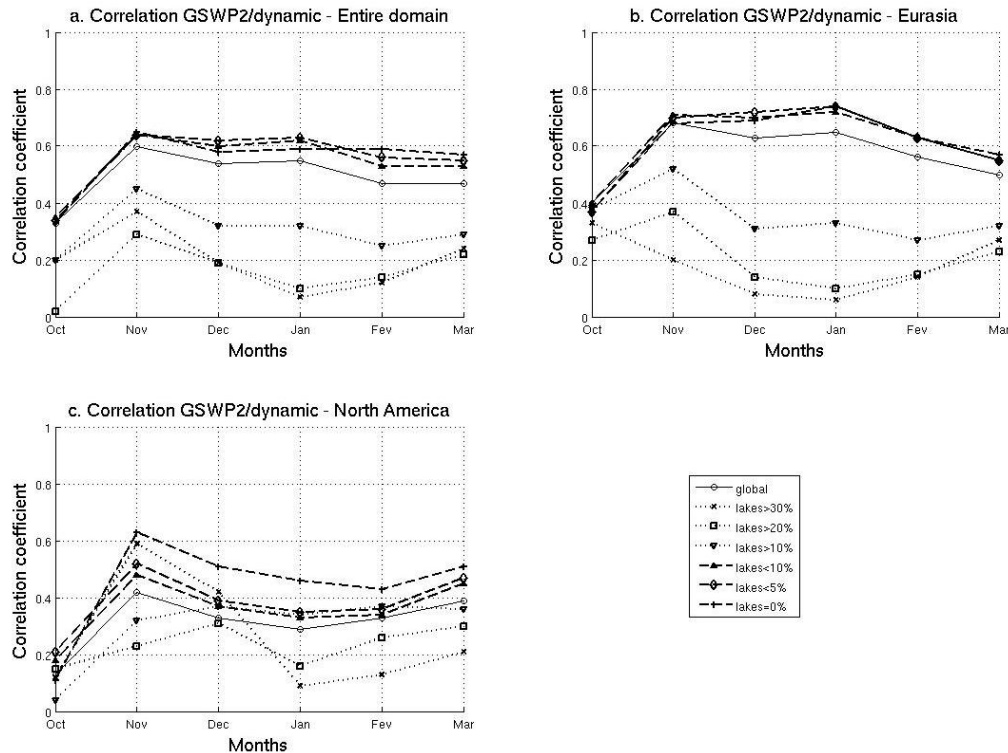 a. Correlation GSWP2/dynamic - Entire domain
Correlation coefficient
1
0.8
0.6
0.4
0.2
0
Oct Nov Dec Jan Fev Mar
Months
b. Correlation GSWP2/dynamic - Eurasia
Correlation coefficient
1
0.8
0.6
0.4
0.2
0
Oct Nov Dec Jan Fev Mar
Months
c. Correlation GSWP2/dynamic - North America
Correlation coefficient
1
0.8
0.6
0.4
0.2
0
Oct Nov Dec Jan Fev Mar
Months
global
lakes>30%
lakes>20%
lakes>10%
lakes<10%
lakes<5%
lakes=0%